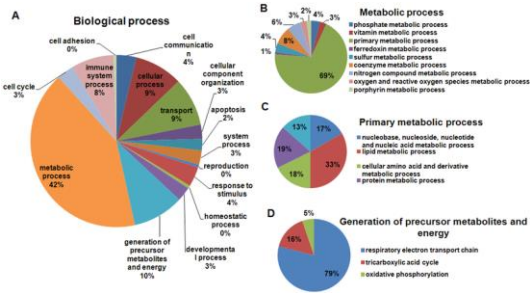 A
Biological process
cell adhesion
0%
cell
communicatio
n
4%
immune
system
process
8%
cellular
process
9%
cellular
component
organization
3%
cell cycle
3%
transport
9%
apoptosis
2%
system
process
3%
metabolic
process
42%
reproduction
0%
response to
stimulus
4%
homeostatic
process
0%
generation of
precursor
metabolites
and energy
10%
developmenta
l process
3%
B
Metabolic process
6%
3%
2%
4%
3%
8%
4%
1%
69%
phosphate metabolic process
vitamin metabolic process
primary metabolic process
ferredoxin metabolic process
sulfur metabolic process
coenzyme metabolic process
nitrogen compound metabolic process
oxygen and reactive oxygen species metabolic process
porphyrin metabolic process
C
Primary metabolic process
13%
17%
19%
33%
18%
nucleobase, nucleoside, nucleotide
and nucleic acid metabolic process
lipid metabolic process
cellular amino acid and derivative
metabolic process
protein metabolic process
D
Generation of precursor metabolites and
energy
5%
16%
79%
respiratory electron transport chain
tricarboxylic acid cycle
oxidative phosphorylation